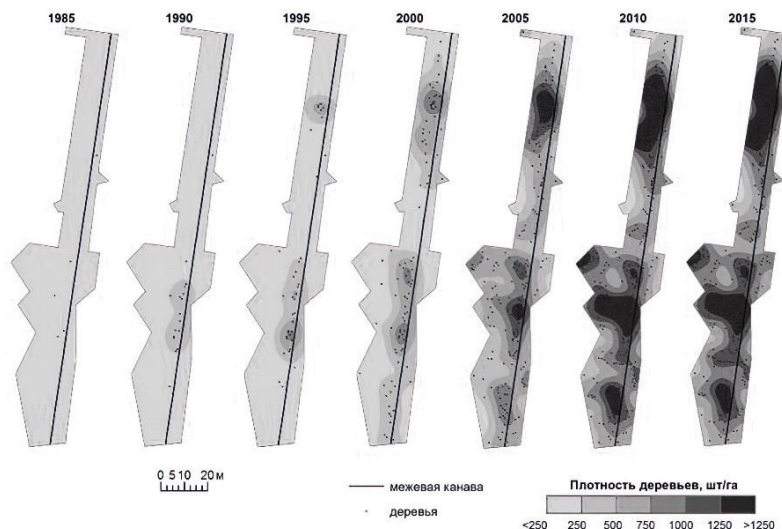 1985 1990 1995 2000 2005 2010 2015
0 5 10 20 м
межевая канава
деревья
Плотность деревьев, шт/га
<250 250 500 750 1000 1250 >1250